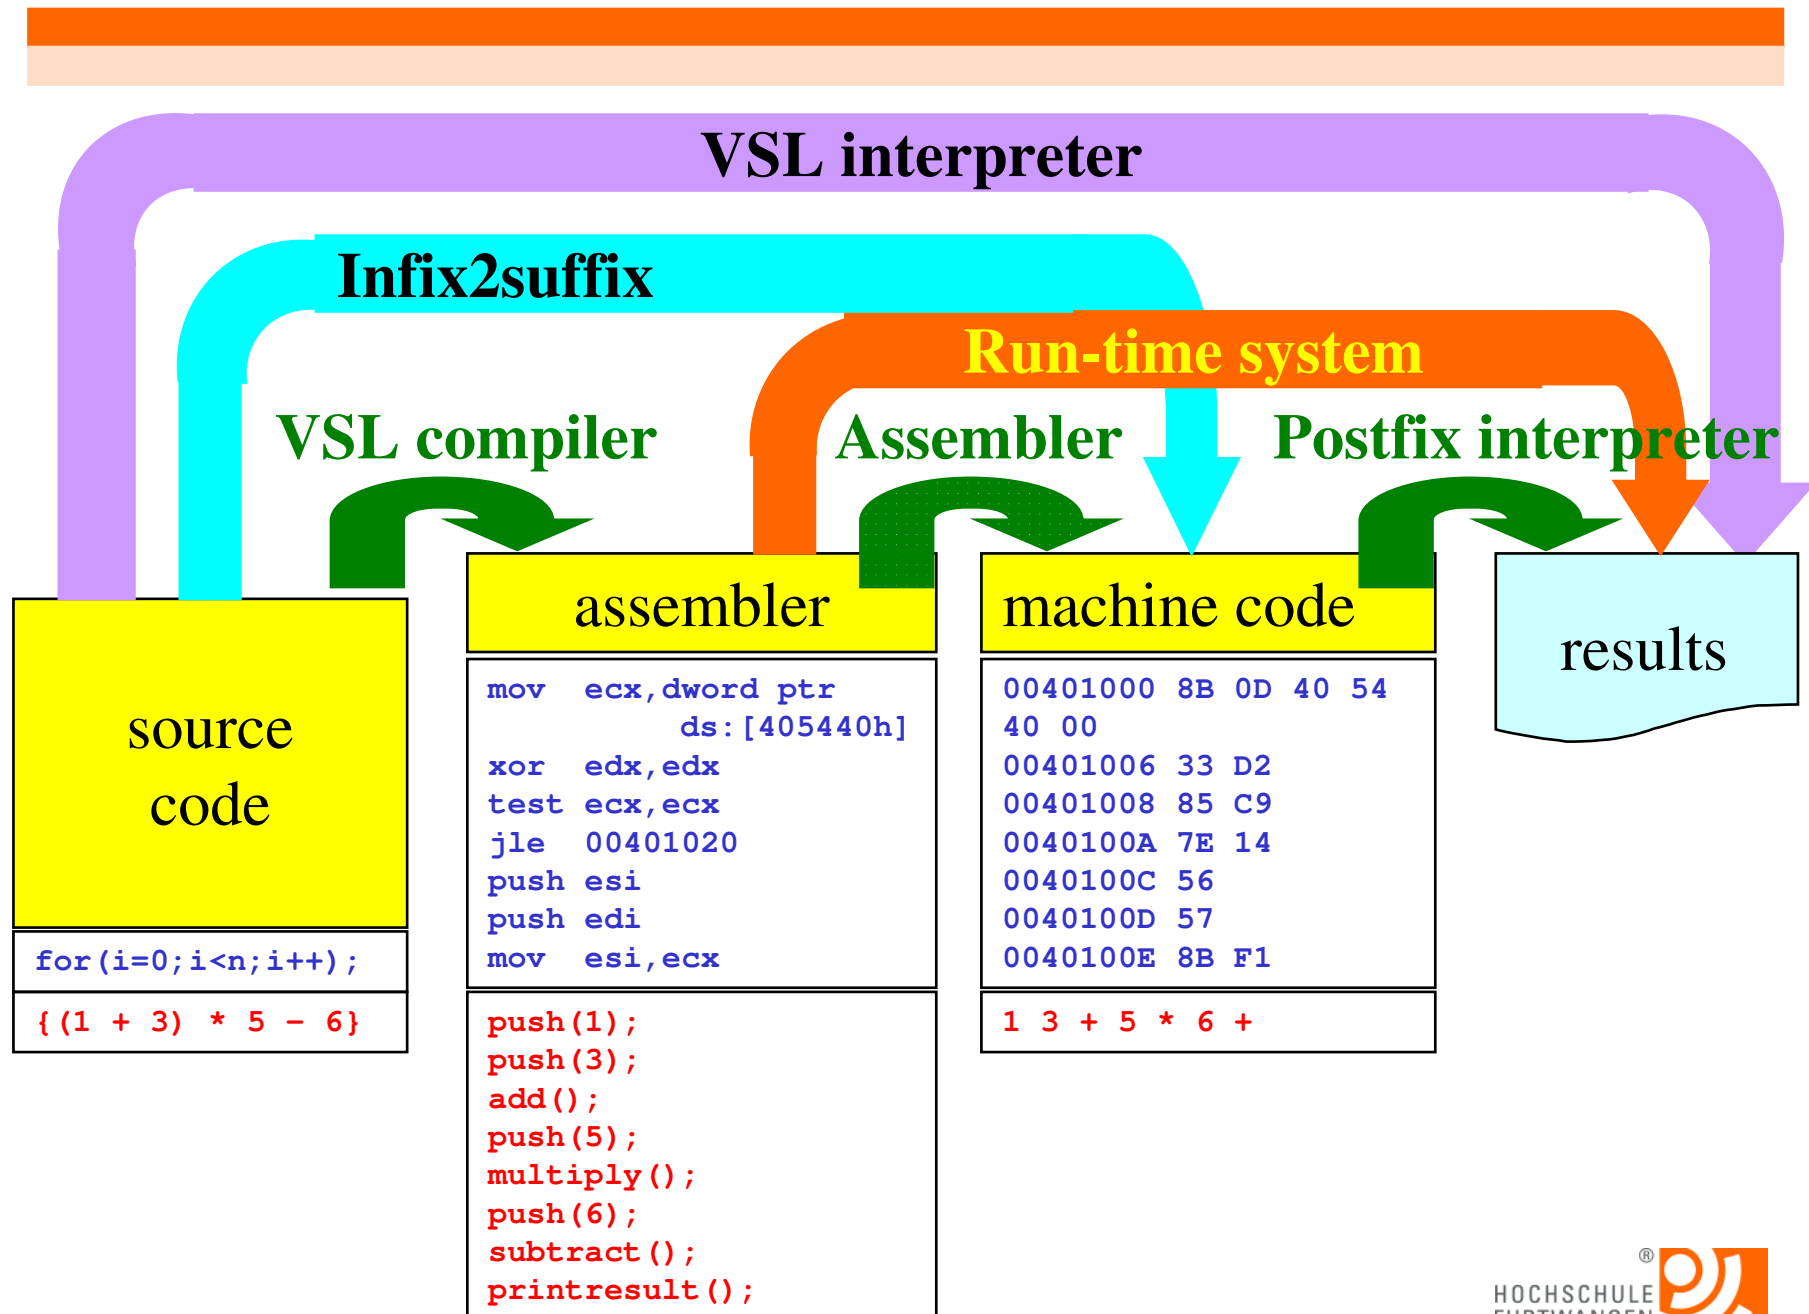 VSL interpreter
Infix2suffix
Run-time system
VSL compiler
Assembler
Postfix interpreter
source
code
for(i=0;i<n;i++);
{(1 + 3) * 5 – 6}
assembler
mov ecx,dword ptr
ds:[405440h]
xor edx,edx
test ecx,ecx
jle 00401020
push esi
push edi
mov esi,ecx
push(1);
push(3);
add();
push(5);
multiply();
push(6);
subtract();
printresult();
machine code
00401000 8B 0D 40 54
40 00
00401006 33 D2
00401008 85 C9
0040100A 7E 14
0040100C 56
0040100D 57
0040100E 8B F1
1 3 + 5 * 6 +
results
®
HOCHSCHULE
FURTWANGEN